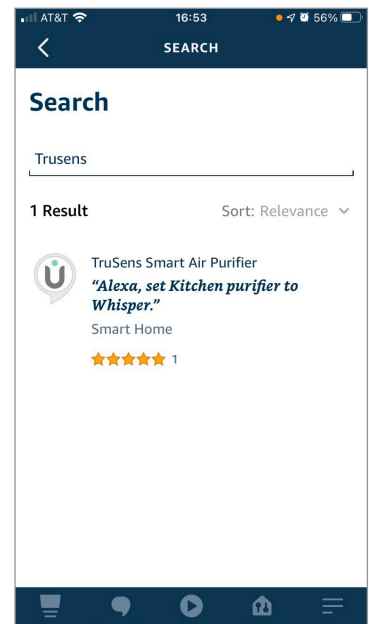 AT&T 16:53 56%
SEARCH
Search
Trusens
1 Result Sort: Relevance
TruSens Smart Air Purifier
“Alexa, set Kitchen purifier to
Whisper.”
Smart Home
1